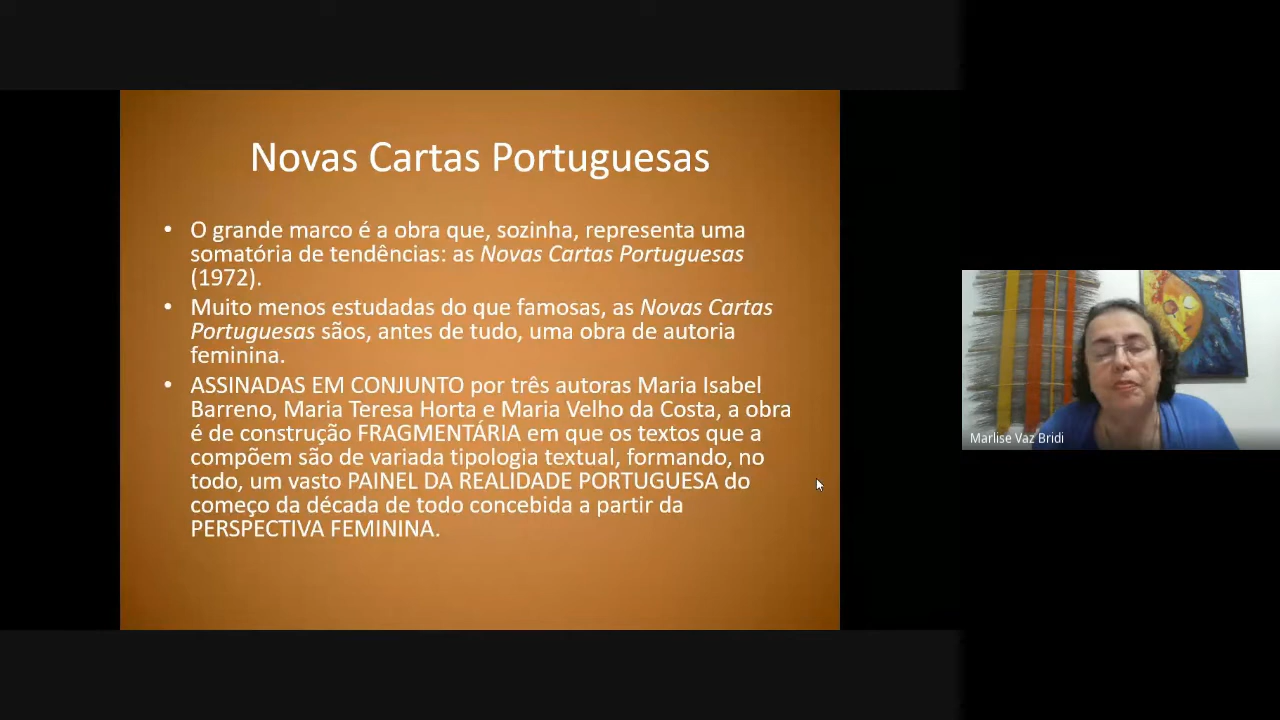 Novas Cartas Portuguesas
• O grande marco é a obra que, sozinha, representa uma
somatória de tendências: as Novas Cartas Portuguesas
(1972).
• Muito menos estudadas do que famosas, as Novas Cartas
Portuguesas sãos, antes de tudo, uma obra de autoria
feminina.
• ASSINADAS EM CONJUNTO por três autoras Maria Isabel
Barreno, Maria Teresa Horta e Maria Velho da Costa, a obra
é de construção FRAGMENTÁRIA em que os textos que a
compõem são de variada tipologia textual, formando, no
todo, um vasto PAINEL DA REALIDADE PORTUGUESA do
começo da década de todo concebida a partir da
PERSPECTIVA FEMININA.
Marlise Vaz Bridi